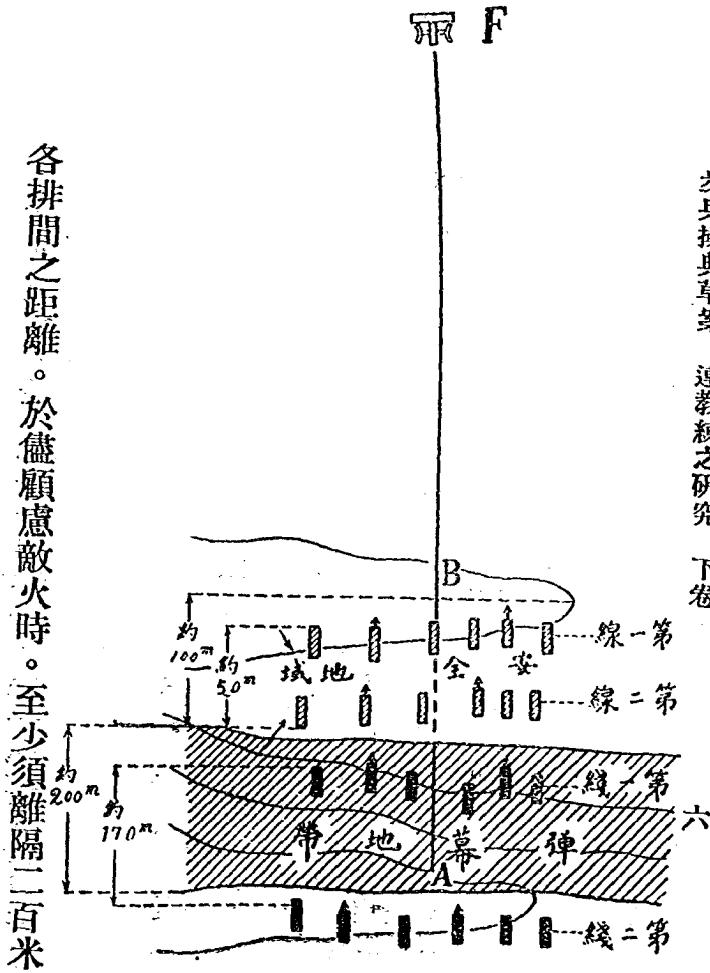 步兵操典草案 連教練之研究 下卷
六
F
B
第一線
安全地域
第二線
約100m
約50m
第一綫
彈幕地帶
A
第二綫
約200m
約170m
各排間之距離。於儘顧慮敵火時。至少須離隔二百米